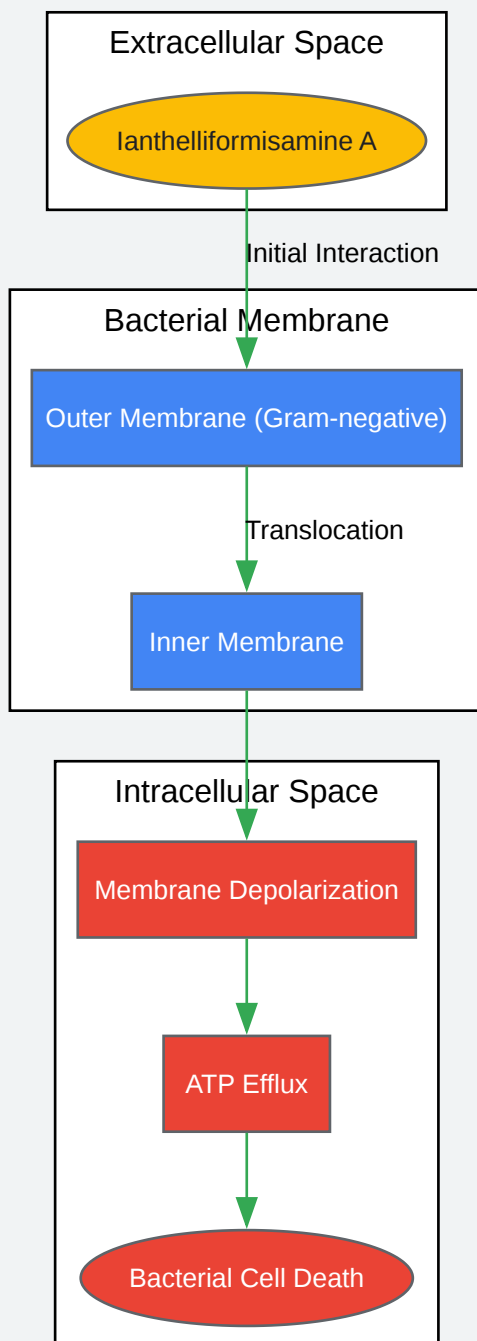 Extracellular Space
Ianthelliformisamine A
Initial Interaction
Bacterial Membrane
Outer Membrane (Gram-negative)
Translocation
Inner Membrane
Intracellular Space
Membrane Depolarization
ATP Efflux
Bacterial Cell Death